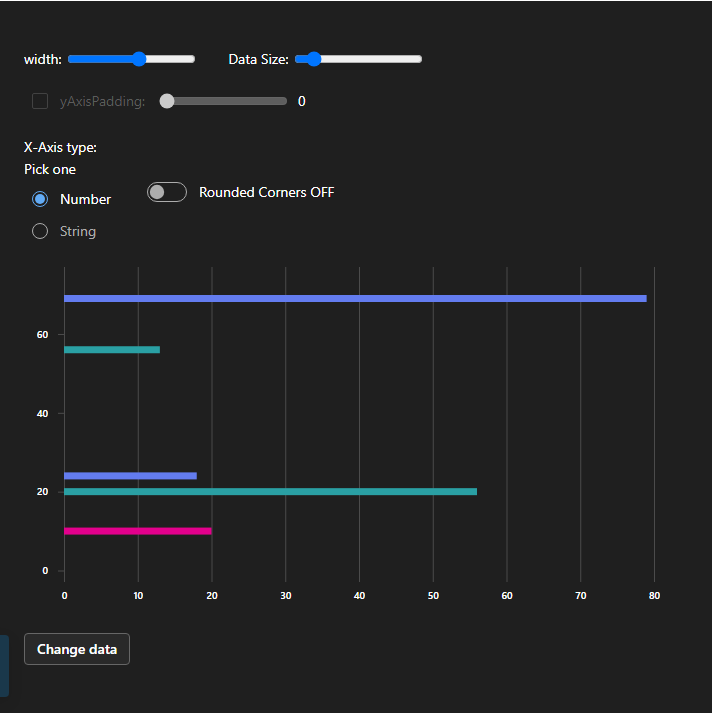 width: Data Size:
yAxisPadding: 0
X-Axis type:
Pick one
Number
Rounded Corners OFF
String
60
40
20
0
0 10 20 30 40 50 60 70 80
Change data